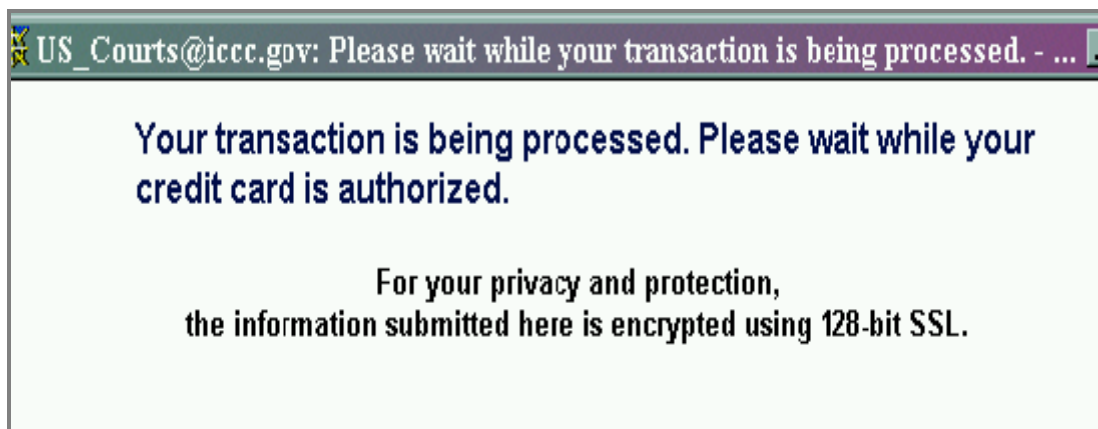 US_Courts@iccc.gov: Please wait while your transaction is being processed. - ...
Your transaction is being processed. Please wait while your
credit card is authorized.
For your privacy and protection,
the information submitted here is encrypted using 128-bit SSL.